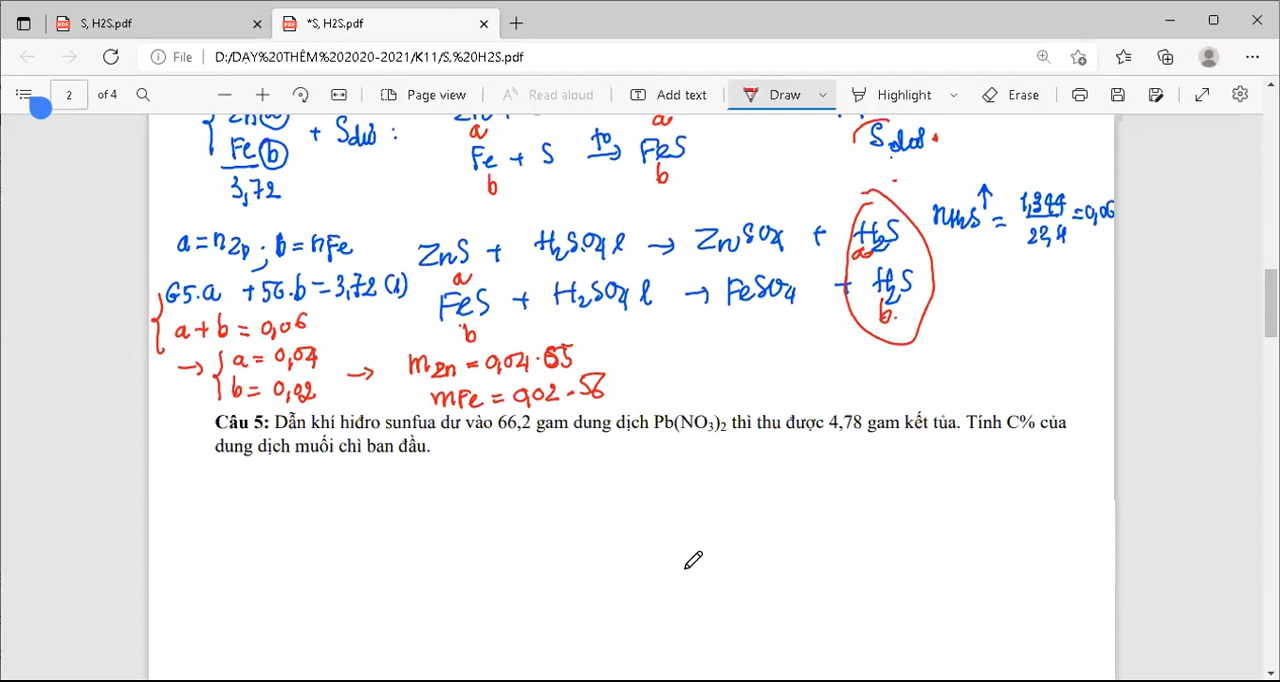 S, H2S.pdf
*S, H2S.pdf
File
D:/DAY%20THÊM%202020-2021/K11/S,%20H2S.pdf
2 of 4
Page view
Read aloud
Add text
Draw
Highlight
Erase
Zn (a)
Fe (b) + S dư :
3,72
a
Fe + S t° → FeS
b b
a
S dư
nH2S↑ = 1,344 / 22,4 = 0,06
a = nZn ; b = nFe
ZnS + H2SO4 l → ZnSO4 + H2S
a a
65.a + 56.b = 3,72 (1)
FeS + H2SO4 l → FeSO4 + H2S
b b
a + b = 0,06
→ { a = 0,04
b = 0,02
→ mZn = 0,04 . 65
mFe = 0,02 . 56
Câu 5: Dẫn khí hiđro sunfua dư vào 66,2 gam dung dịch Pb(NO3)2 thì thu được 4,78 gam kết tủa. Tính C% của
dung dịch muối chì ban đầu.